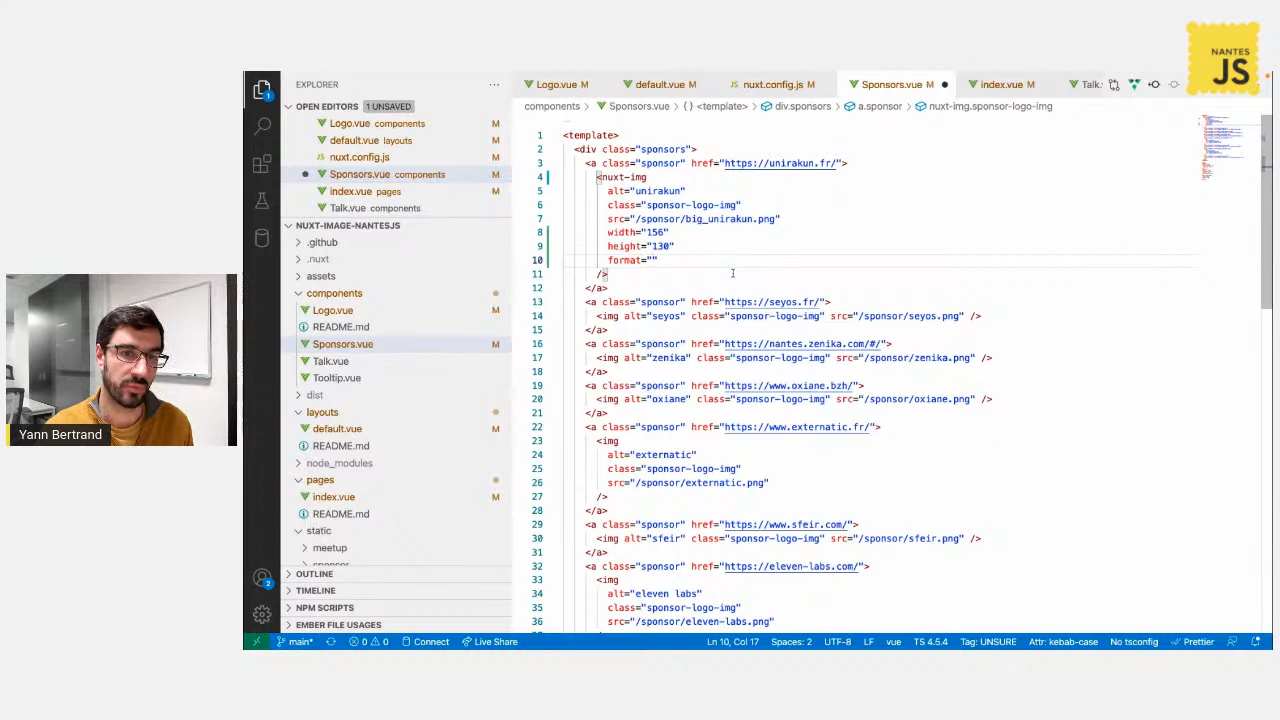 NANTES
JS
EXPLORER
Logo.vue M
default.vue M
JS nuxt.config.js M
Sponsors.vue M
index.vue M
Talk.
OPEN EDITORS 1 UNSAVED
components > Sponsors.vue > {} <template> > div.sponsors > a.sponsor > nuxt-img.sponsor-logo-img
Logo.vue components M
default.vue layouts M
JS nuxt.config.js M
Sponsors.vue components M
index.vue pages M
Talk.vue components
NUXT-IMAGE-NANTESJS
.github
.nuxt
assets
components
Logo.vue M
README.md
Sponsors.vue M
Talk.vue
Tooltip.vue
dist
layouts
default.vue M
README.md
node_modules
pages
index.vue M
README.md
static
meetup
sponsor
OUTLINE
TIMELINE
NPM SCRIPTS
EMBER FILE USAGES
1 <template>
2 <div class="sponsors">
3 <a class="sponsor" href="https://unirakun.fr/">
4 <nuxt-img
5 alt="unirakun"
6 class="sponsor-logo-img"
7 src="/sponsor/big_unirakun.png"
8 width="156"
9 height="130"
10 format=""
11 />
12 </a>
13 <a class="sponsor" href="https://seyos.fr/">
14 <img alt="seyos" class="sponsor-logo-img" src="/sponsor/seyos.png" />
15 </a>
16 <a class="sponsor" href="https://nantes.zenika.com/#/">
17 <img alt="zenika" class="sponsor-logo-img" src="/sponsor/zenika.png" />
18 </a>
19 <a class="sponsor" href="https://www.oxiane.bzh/">
20 <img alt="oxiane" class="sponsor-logo-img" src="/sponsor/oxiane.png" />
21 </a>
22 <a class="sponsor" href="https://www.externatic.fr/">
23 <img
24 alt="externatic"
25 class="sponsor-logo-img"
26 src="/sponsor/externatic.png"
27 />
28 </a>
29 <a class="sponsor" href="https://www.sfeir.com/">
30 <img alt="sfeir" class="sponsor-logo-img" src="/sponsor/sfeir.png" />
31 </a>
32 <a class="sponsor" href="https://eleven-labs.com/">
33 <img
34 alt="eleven labs"
35 class="sponsor-logo-img"
36 src="/sponsor/eleven-labs.png"
1
2
main* 0 0 Connect Live Share Ln 10, Col 17 Spaces: 2 UTF-8 LF vue TS 4.5.4 Tag: UNSURE Attr: kebab-case No tsconfig Prettier
Yann Bertrand